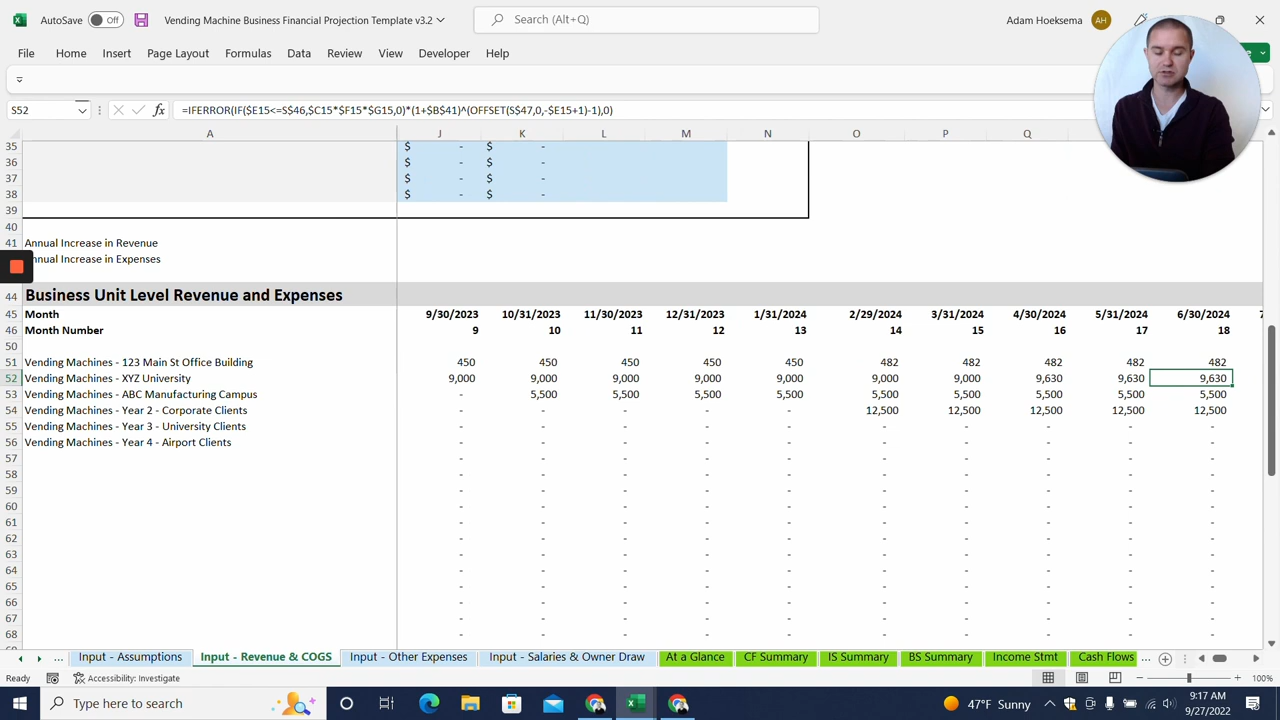 AutoSave Off Vending Machine Business Financial Projection Template v3.2 Search (Alt+Q) Adam Hoeksema AH
File Home Insert Page Layout Formulas Data Review View Developer Help
S52 fx =IFERROR(IF($E15<=S$46,$C15*$F15*$G15,0)*(1+$B$41)^(OFFSET(S$47,0,-$E15+1)-1),0)
A J K L M N O P Q
35 $ - $ -
36 $ - $ -
37 $ - $ -
38 $ - $ -
39
40
41 Annual Increase in Revenue
nnual Increase in Expenses
44 Business Unit Level Revenue and Expenses
45 Month 9/30/2023 10/31/2023 11/30/2023 12/31/2023 1/31/2024 2/29/2024 3/31/2024 4/30/2024 5/31/2024 6/30/2024 7
46 Month Number 9 10 11 12 13 14 15 16 17 18
50
51 Vending Machines - 123 Main St Office Building 450 450 450 450 450 482 482 482 482 482
52 Vending Machines - XYZ University 9,000 9,000 9,000 9,000 9,000 9,000 9,000 9,630 9,630 9,630
53 Vending Machines - ABC Manufacturing Campus - 5,500 5,500 5,500 5,500 5,500 5,500 5,500 5,500 5,500
54 Vending Machines - Year 2 - Corporate Clients - - - - - 12,500 12,500 12,500 12,500 12,500
55 Vending Machines - Year 3 - University Clients - - - - - - - - - -
56 Vending Machines - Year 4 - Airport Clients - - - - - - - - - -
57 - - - - - - - - - -
58 - - - - - - - - - -
59 - - - - - - - - - -
60 - - - - - - - - - -
61 - - - - - - - - - -
62 - - - - - - - - - -
63 - - - - - - - - - -
64 - - - - - - - - - -
65 - - - - - - - - - -
66 - - - - - - - - - -
67 - - - - - - - - - -
68 - - - - - - - - - -
... Input - Assumptions Input - Revenue & COGS Input - Other Expenses Input - Salaries & Owner Draw At a Glance CF Summary IS Summary BS Summary Income Stmt Cash Flows ...
Ready Accessibility: Investigate 100%
Type here to search 47°F Sunny 9:17 AM
9/27/2022